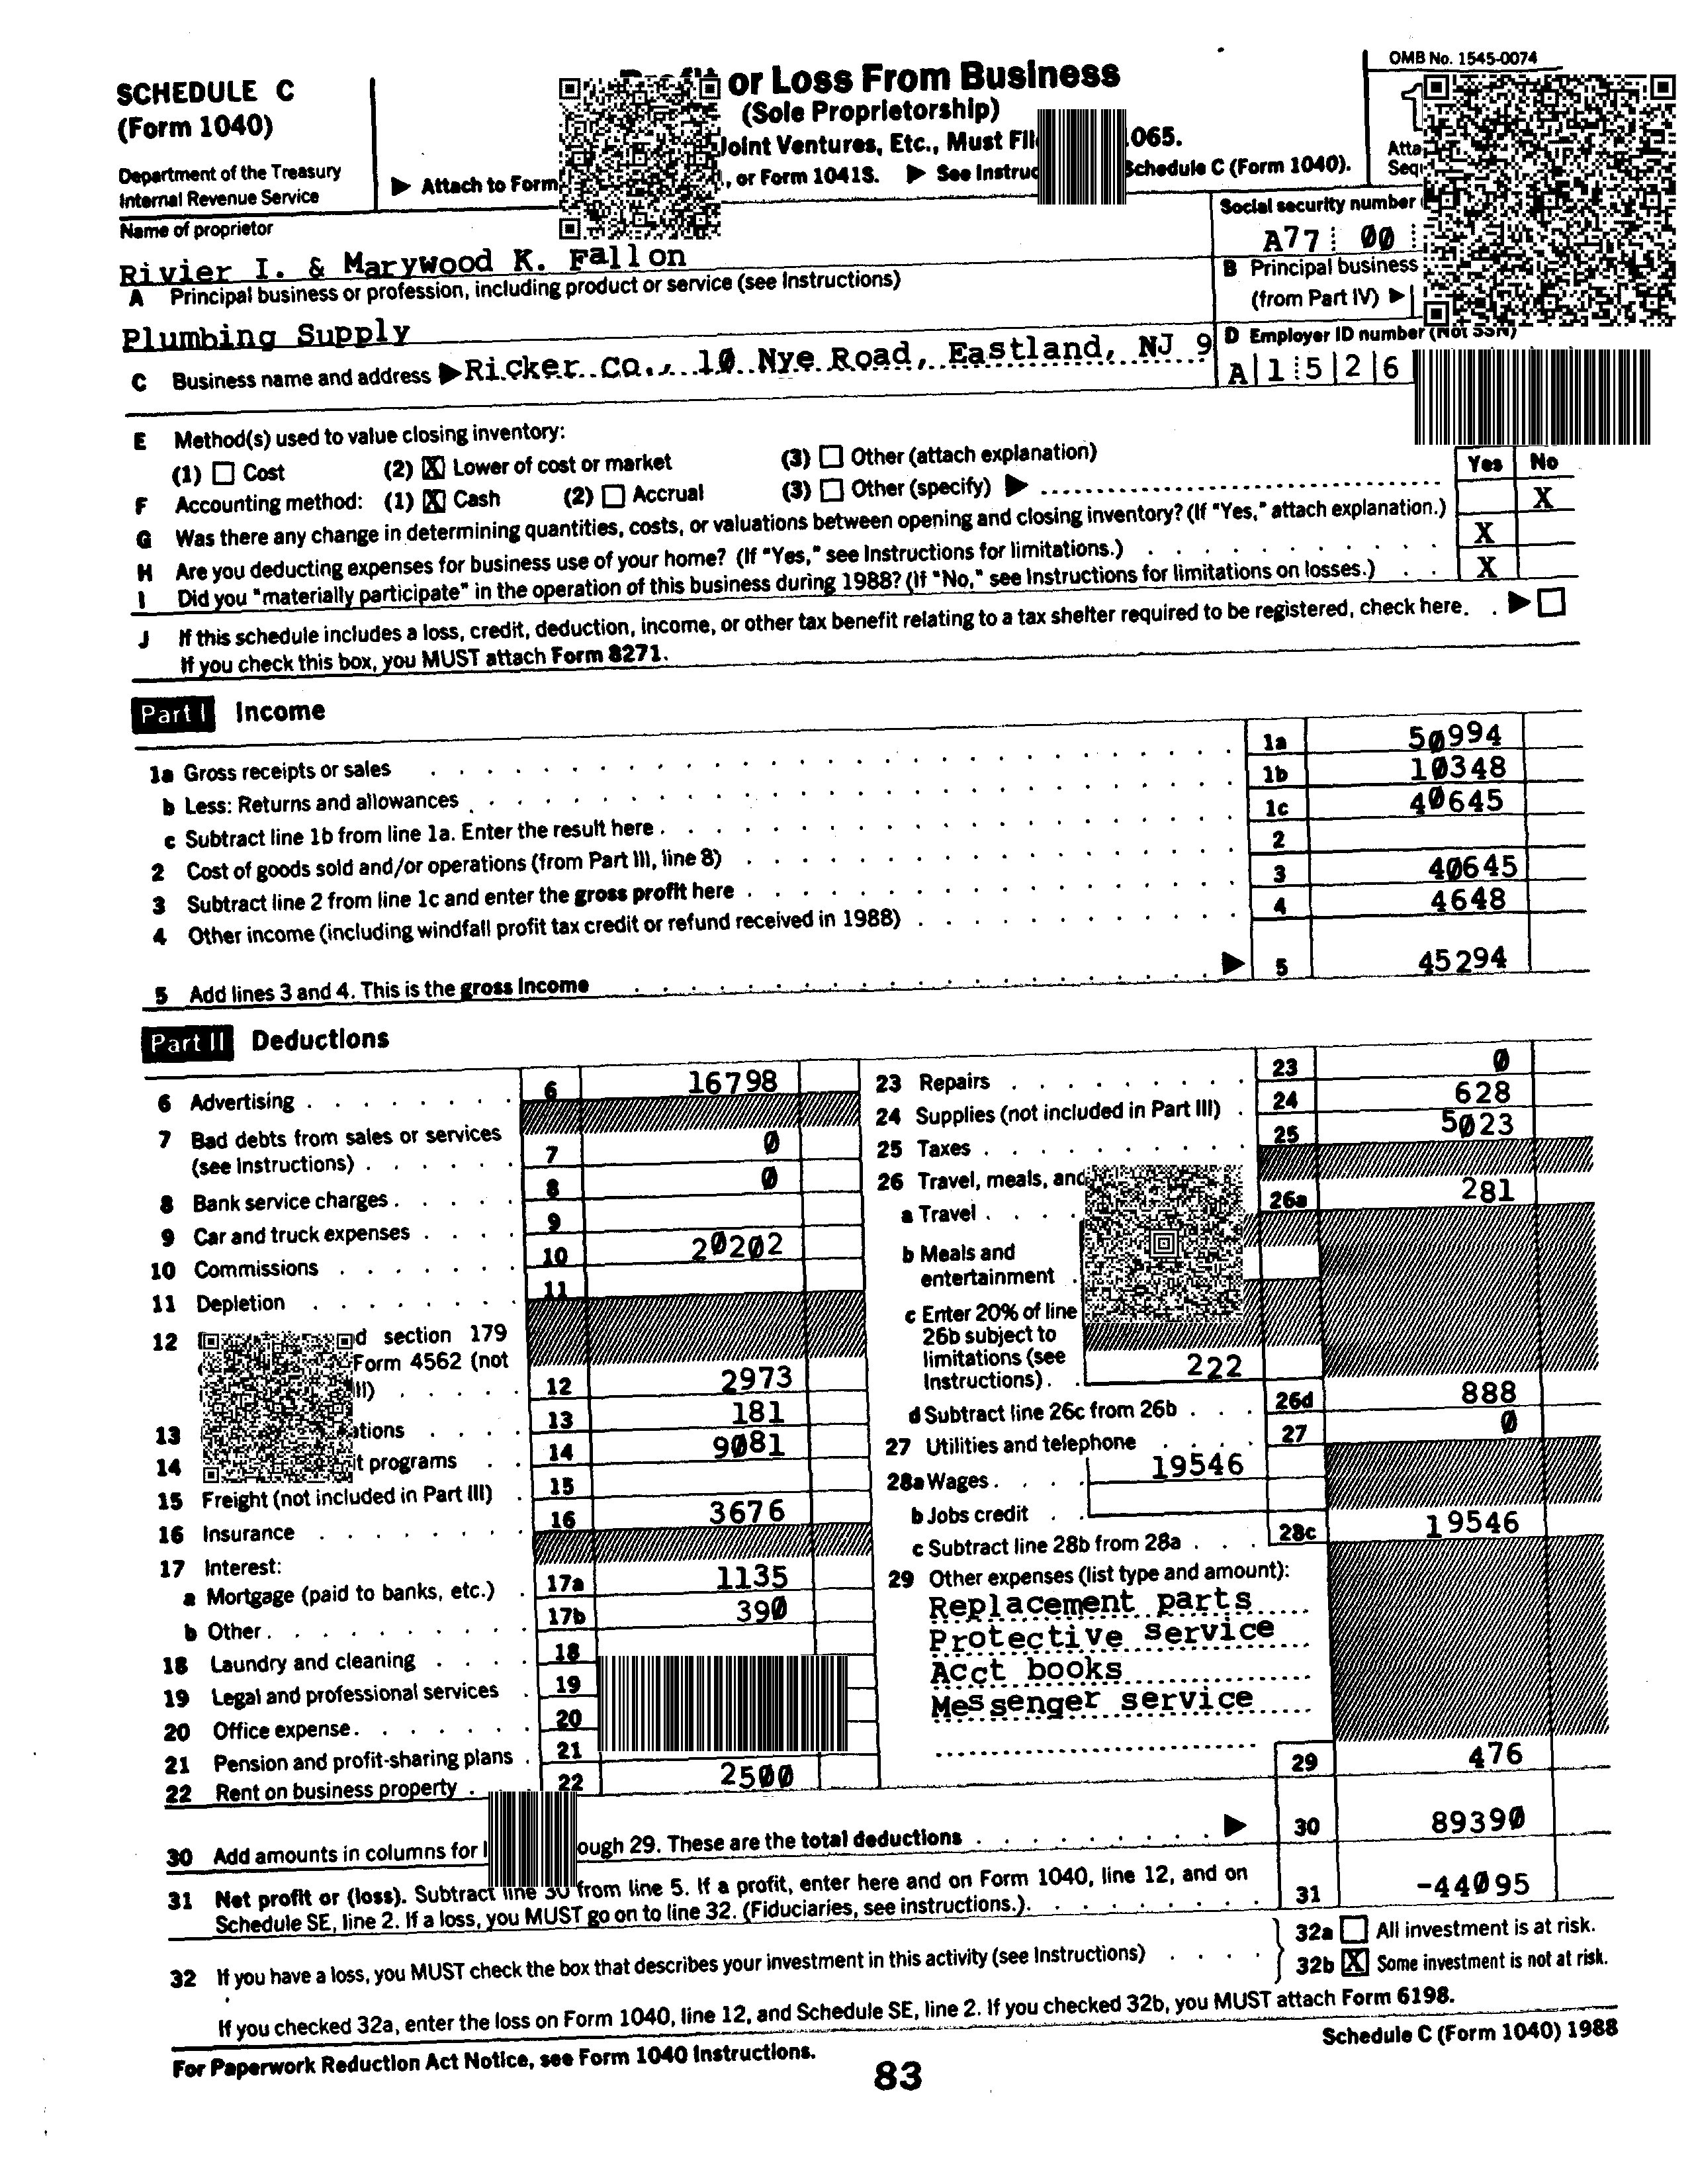 SCHEDULE C
(Form 1040)
Department of the Treasury
Internal Revenue Service
or Loss From Business
(Sole Proprietorship)
Joint Ventures, Etc., Must
065.
▶ Attach to Form
, or Form 1041S. ▶ See
Schedule C (Form 1040).
OMB No. 1545-0074
Name of proprietor
Rivier I. & Marywood K. Fallon
Social security number
A77 00
A Principal business or profession, including product or service (see Instructions)
Plumbing Supply
B Principal business
(from Part IV) ▶
C Business name and address ▶ Ricker Co., 10 Nye Road, Eastland, NJ 9
D Employer ID number (Not SSN)
A 1 5 2 6
E Method(s) used to value closing inventory:
(1) ☐ Cost (2) ☒ Lower of cost or market (3) ☐ Other (attach explanation)
Yes No
F Accounting method: (1) ☒ Cash (2) ☐ Accrual (3) ☐ Other (specify) ▶
G Was there any change in determining quantities, costs, or valuations between opening and closing inventory? (If "Yes," attach explanation.) X
H Are you deducting expenses for business use of your home? (If "Yes," see Instructions for limitations.) X
I Did you "materially participate" in the operation of this business during 1988? (If "No," see Instructions for limitations on losses.) X
J If this schedule includes a loss, credit, deduction, income, or other tax benefit relating to a tax shelter required to be registered, check here. ▶ ☐
If you check this box, you MUST attach Form 8271.
Part I Income
1a Gross receipts or sales 1a 50994
b Less: Returns and allowances 1b 10348
c Subtract line 1b from line 1a. Enter the result here 1c 40645
2 Cost of goods sold and/or operations (from Part III, line 8) 2
3 Subtract line 2 from line 1c and enter the gross profit here 3 40645
4 Other income (including windfall profit tax credit or refund received in 1988) 4 4648
5 Add lines 3 and 4. This is the gross income ▶ 5 45294
Part II Deductions
6 Advertising 6 16798
7 Bad debts from sales or services
(see Instructions) 7 0
8 Bank service charges 8 0
9 Car and truck expenses 9
10 Commissions 10 20202
11 Depletion 11
12 section 179
Form 4562 (not
12 2973
13 13 181
14 programs 14 9081
15 Freight (not included in Part III) 15
16 Insurance 16 3676
17 Interest:
a Mortgage (paid to banks, etc.) 17a 1135
b Other 17b 390
18 Laundry and cleaning 18
19 Legal and professional services 19
20 Office expense 20
21 Pension and profit-sharing plans 21
22 Rent on business property 22 2500
23 Repairs 23 0
24 Supplies (not included in Part III) 24 628
25 Taxes 25 5023
26 Travel, meals, and
a Travel 26a 281
b Meals and
entertainment
c Enter 20% of line
26b subject to
limitations (see
Instructions) 222
d Subtract line 26c from 26b 26d 888
27 Utilities and telephone 27 0
28a Wages 19546
b Jobs credit
c Subtract line 28b from 28a 28c 19546
29 Other expenses (list type and amount):
Replacement parts
Protective service
Acct books
Messenger service
29 476
30 Add amounts in columns for ough 29. These are the total deductions ▶ 30 89390
31 Net profit or (loss). Subtract line 30 from line 5. If a profit, enter here and on Form 1040, line 12, and on
Schedule SE, line 2. If a loss, you MUST go on to line 32. (Fiduciaries, see instructions.) 31 -44095
32 If you have a loss, you MUST check the box that describes your investment in this activity (see Instructions)
32a ☐ All investment is at risk.
32b ☒ Some investment is not at risk.
If you checked 32a, enter the loss on Form 1040, line 12, and Schedule SE, line 2. If you checked 32b, you MUST attach Form 6198.
For Paperwork Reduction Act Notice, see Form 1040 Instructions.
Schedule C (Form 1040) 1988
83